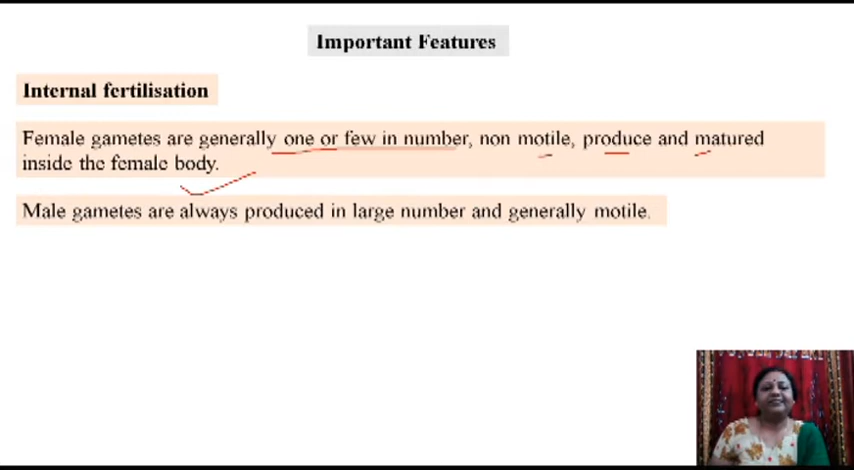 Important Features
Internal fertilisation
Female gametes are generally one or few in number, non motile, produce and matured
inside the female body.
Male gametes are always produced in large number and generally motile.